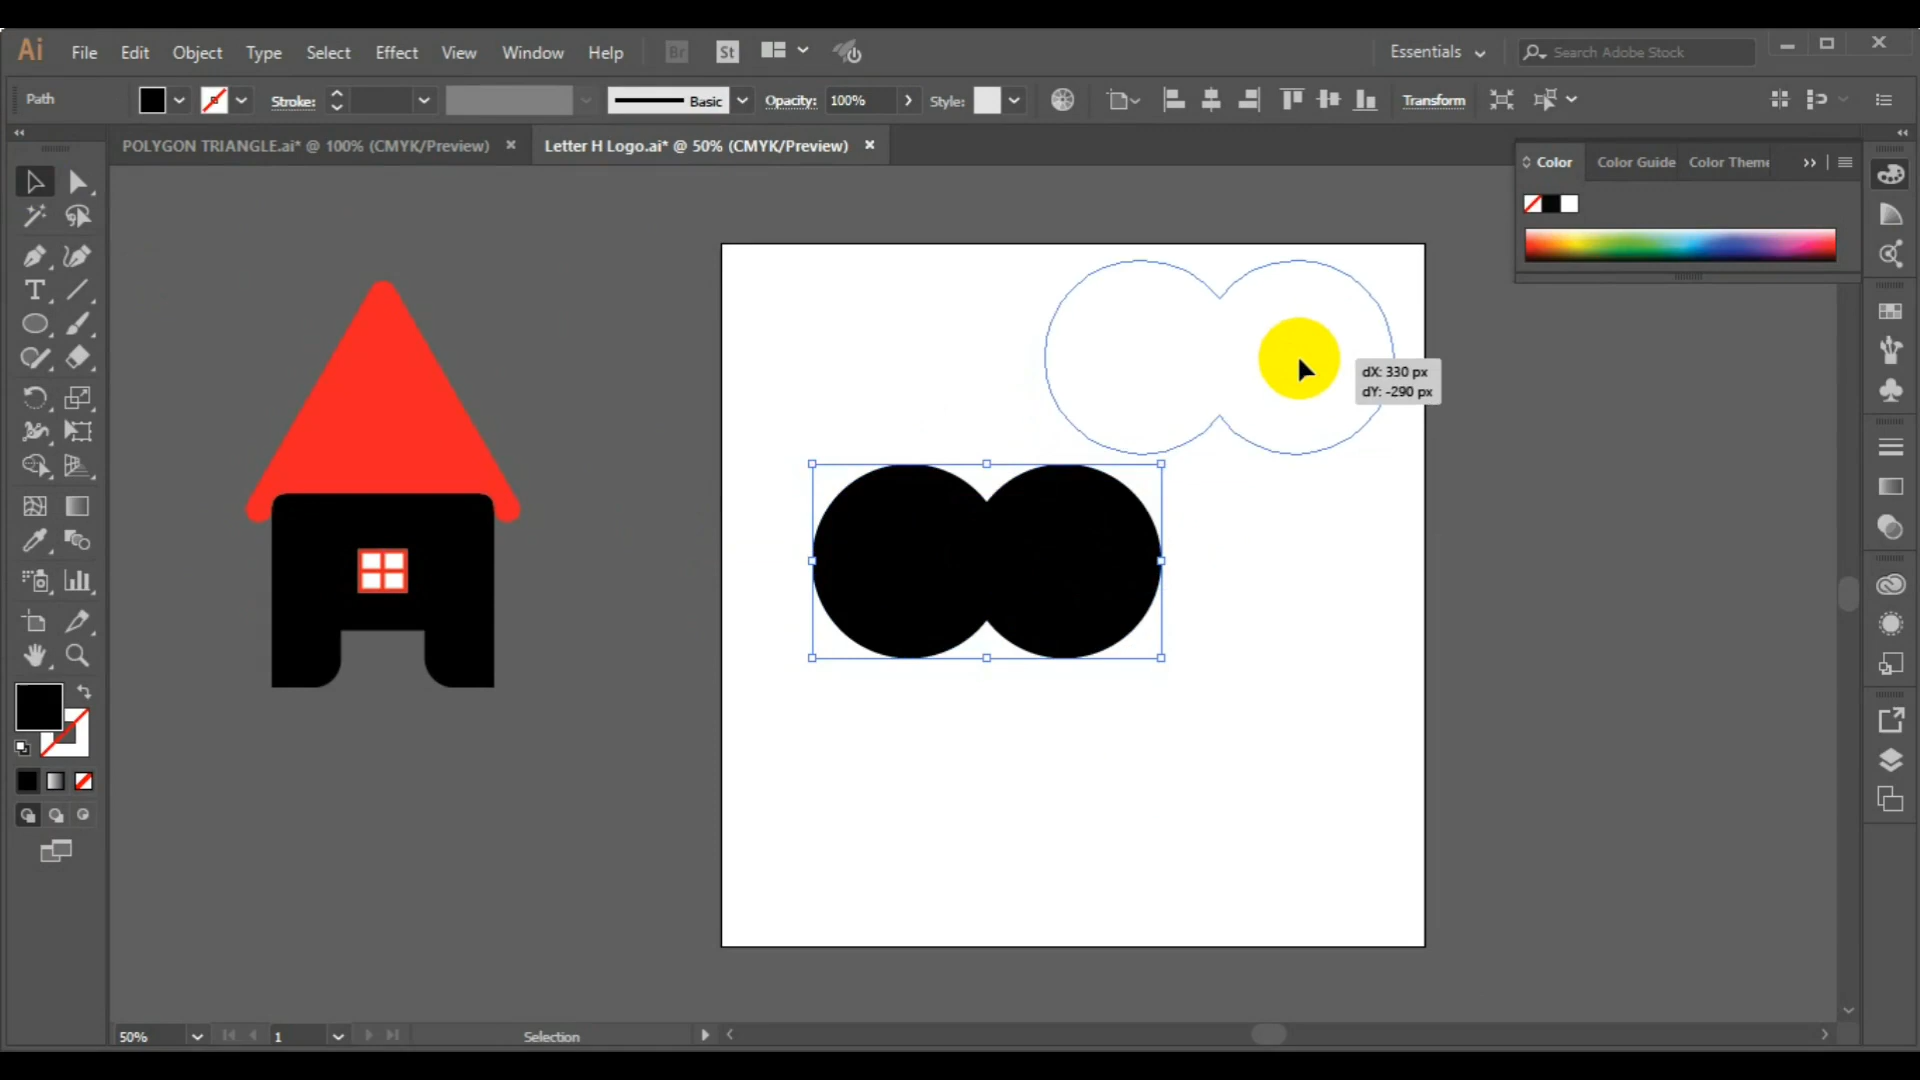 Ai File Edit Object Type Select Effect View Window Help Br St Essentials Search Adobe Stock
Path Stroke: Basic Opacity: 100% Style: Transform
POLYGON TRIANGLE.ai* @ 100% (CMYK/Preview) Letter H Logo.ai* @ 50% (CMYK/Preview)
Color Color Guide Color Theme
T
dX: 330 px
dY: -290 px
50% 1 Selection